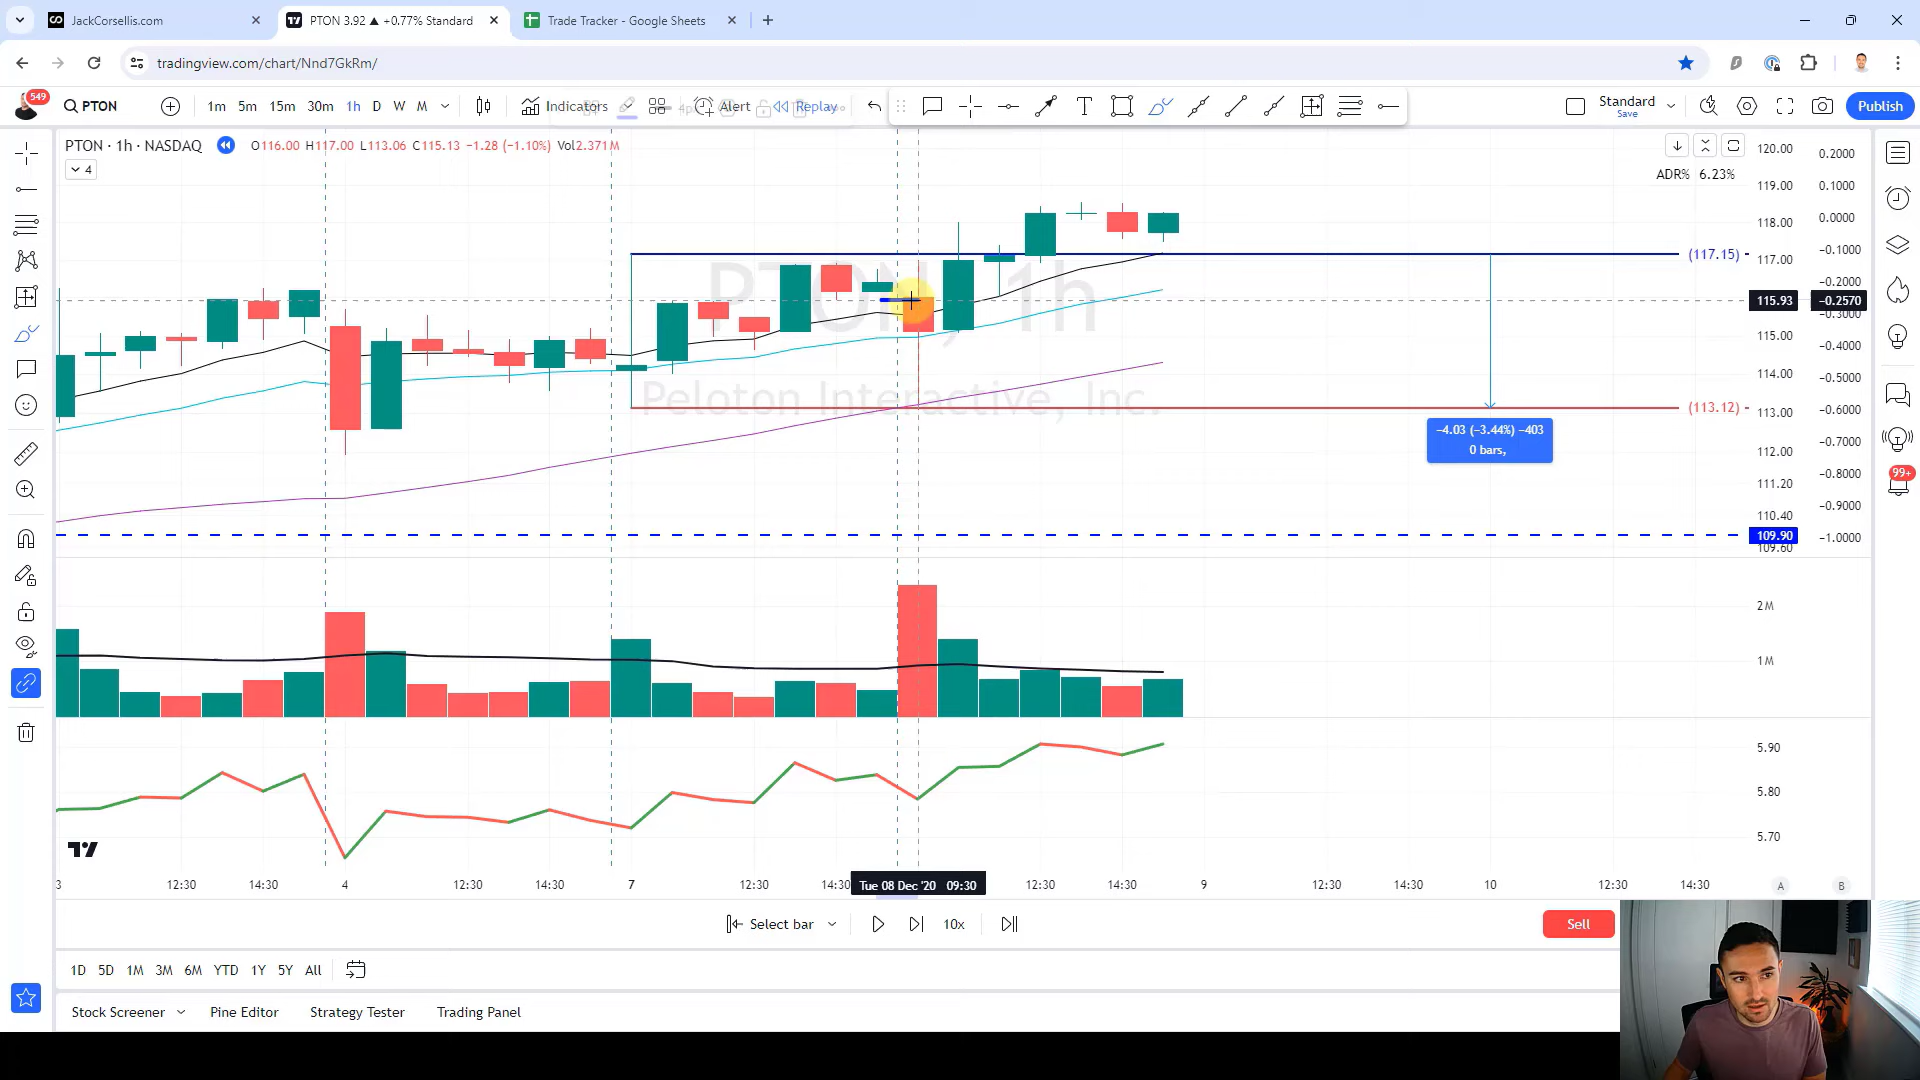 JackCorsellis.com
PTON 3.92 ▲ +0.77% Standard
Trade Tracker - Google Sheets
tradingview.com/chart/Nnd7GkRm/
549
PTON
1m 5m 15m 30m 1h D W M
Indicators
Alert
Replay
Standard
Save
Publish
PTON · 1h · NASDAQ
O116.00 H117.00 L113.06 C115.13 −1.28 (−1.10%) Vol2.371M
4
ADR% 6.23%
PTON, 1h
Peloton Interactive, Inc.
(117.15)
(113.12)
−4.03 (−3.44%) −403
0 bars,
120.00
119.00
118.00
117.00
115.93
115.00
114.00
113.00
112.00
111.20
110.40
109.90
109.60
0.2000
0.1000
0.0000
−0.1000
−0.2000
−0.2570
−0.3000
−0.4000
−0.5000
−0.6000
−0.7000
−0.8000
−0.9000
−1.0000
99+
2M
1M
5.90
5.80
5.70
3 12:30 14:30 4 12:30 14:30 7 12:30 14:30 Tue 08 Dec '20 09:30 12:30 14:30 9 12:30 14:30 10 12:30 14:30 A B
Select bar
10x
Sell
1D 5D 1M 3M 6M YTD 1Y 5Y All
Stock Screener
Pine Editor
Strategy Tester
Trading Panel